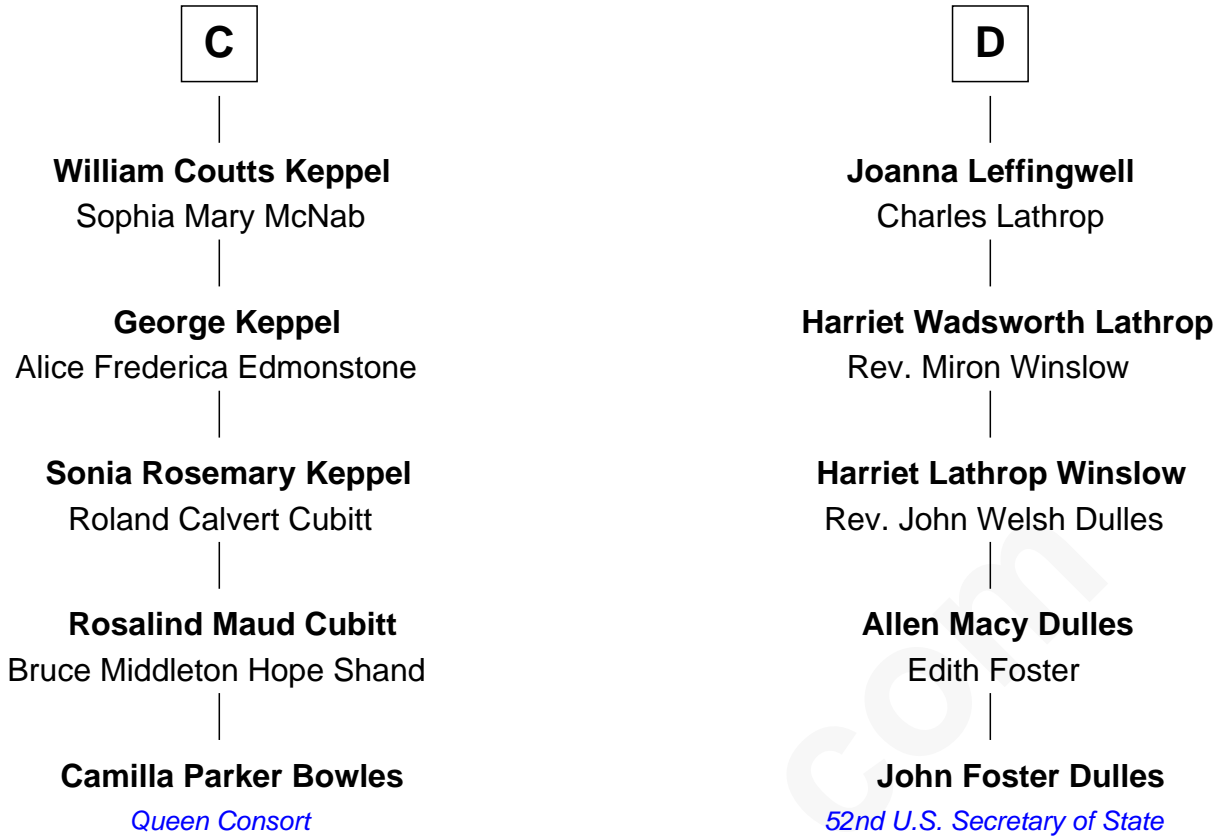 C
William Coutts Keppel
Sophia Mary McNab
George Keppel
Alice Frederica Edmonstone
Sonia Rosemary Keppel
Roland Calvert Cubitt
Rosalind Maud Cubitt
Bruce Middleton Hope Shand
Camilla Parker Bowles
Queen Consort
D
Joanna Leffingwell
Charles Lathrop
Harriet Wadsworth Lathrop
Rev. Miron Winslow
Harriet Lathrop Winslow
Rev. John Welsh Dulles
Allen Macy Dulles
Edith Foster
John Foster Dulles
52nd U.S. Secretary of State
com